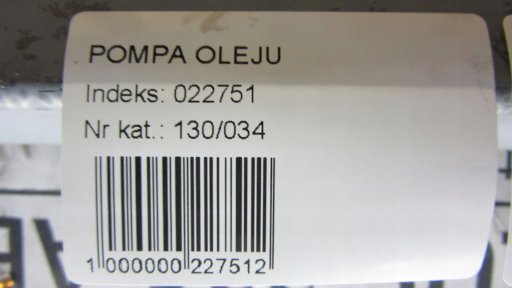 POMPA OLEJU
Indeks: 022751
Nr kat.: 130/034
1 000000 227512